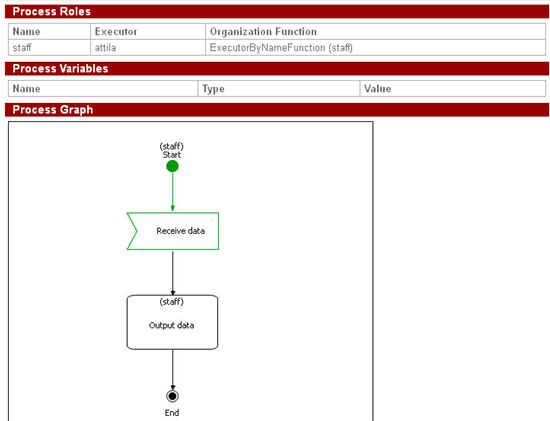 Process Roles
Name Executor Organization Function
staff attila ExecutorByNameFunction (staff)
Process Variables
Name Type Value
Process Graph
(staff)
Start
Receive data
(staff)
Output data
End